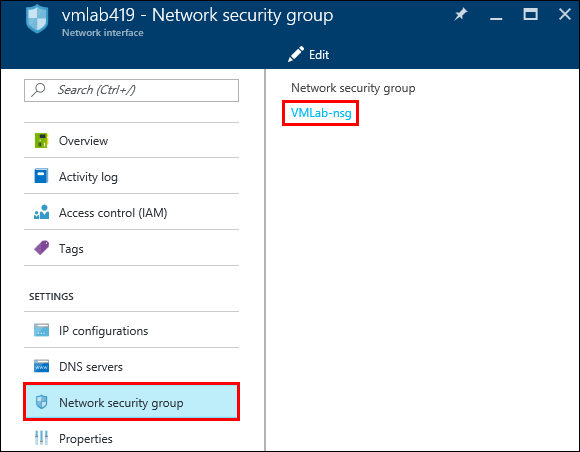 vmlab419 - Network security group
Network interface
Edit
Search (Ctrl+/)
Overview
Activity log
Access control (IAM)
Tags
SETTINGS
IP configurations
DNS servers
Network security group
Properties
Network security group
VMLab-nsg